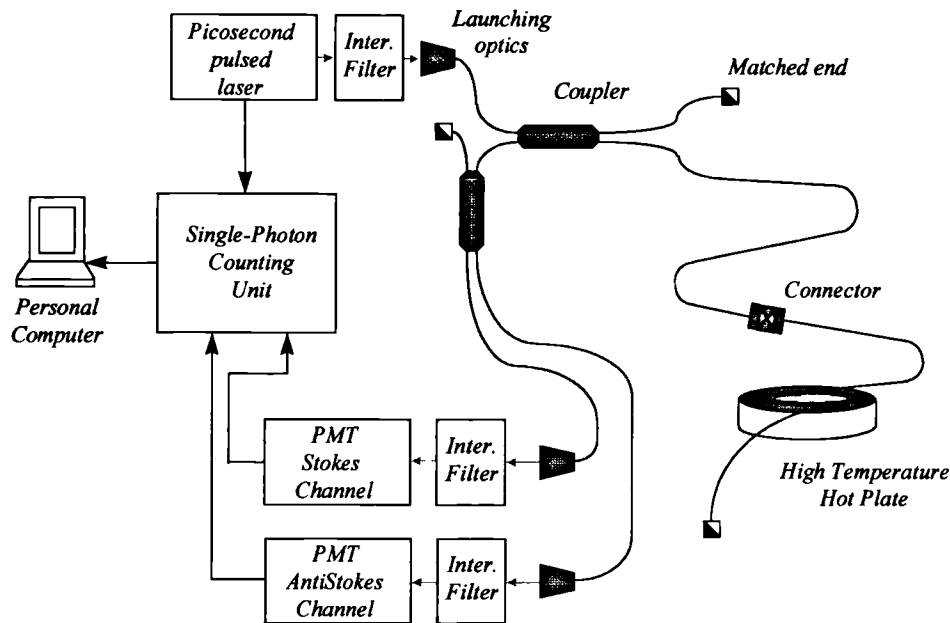 Picosecond
pulsed
laser
Inter.
Filter
Launching
optics
Coupler
Matched end
Single-Photon
Counting
Unit
Personal
Computer
Connector
High Temperature
Hot Plate
PMT
Stokes
Channel
Inter.
Filter
PMT
AntiStokes
Channel
Inter.
Filter